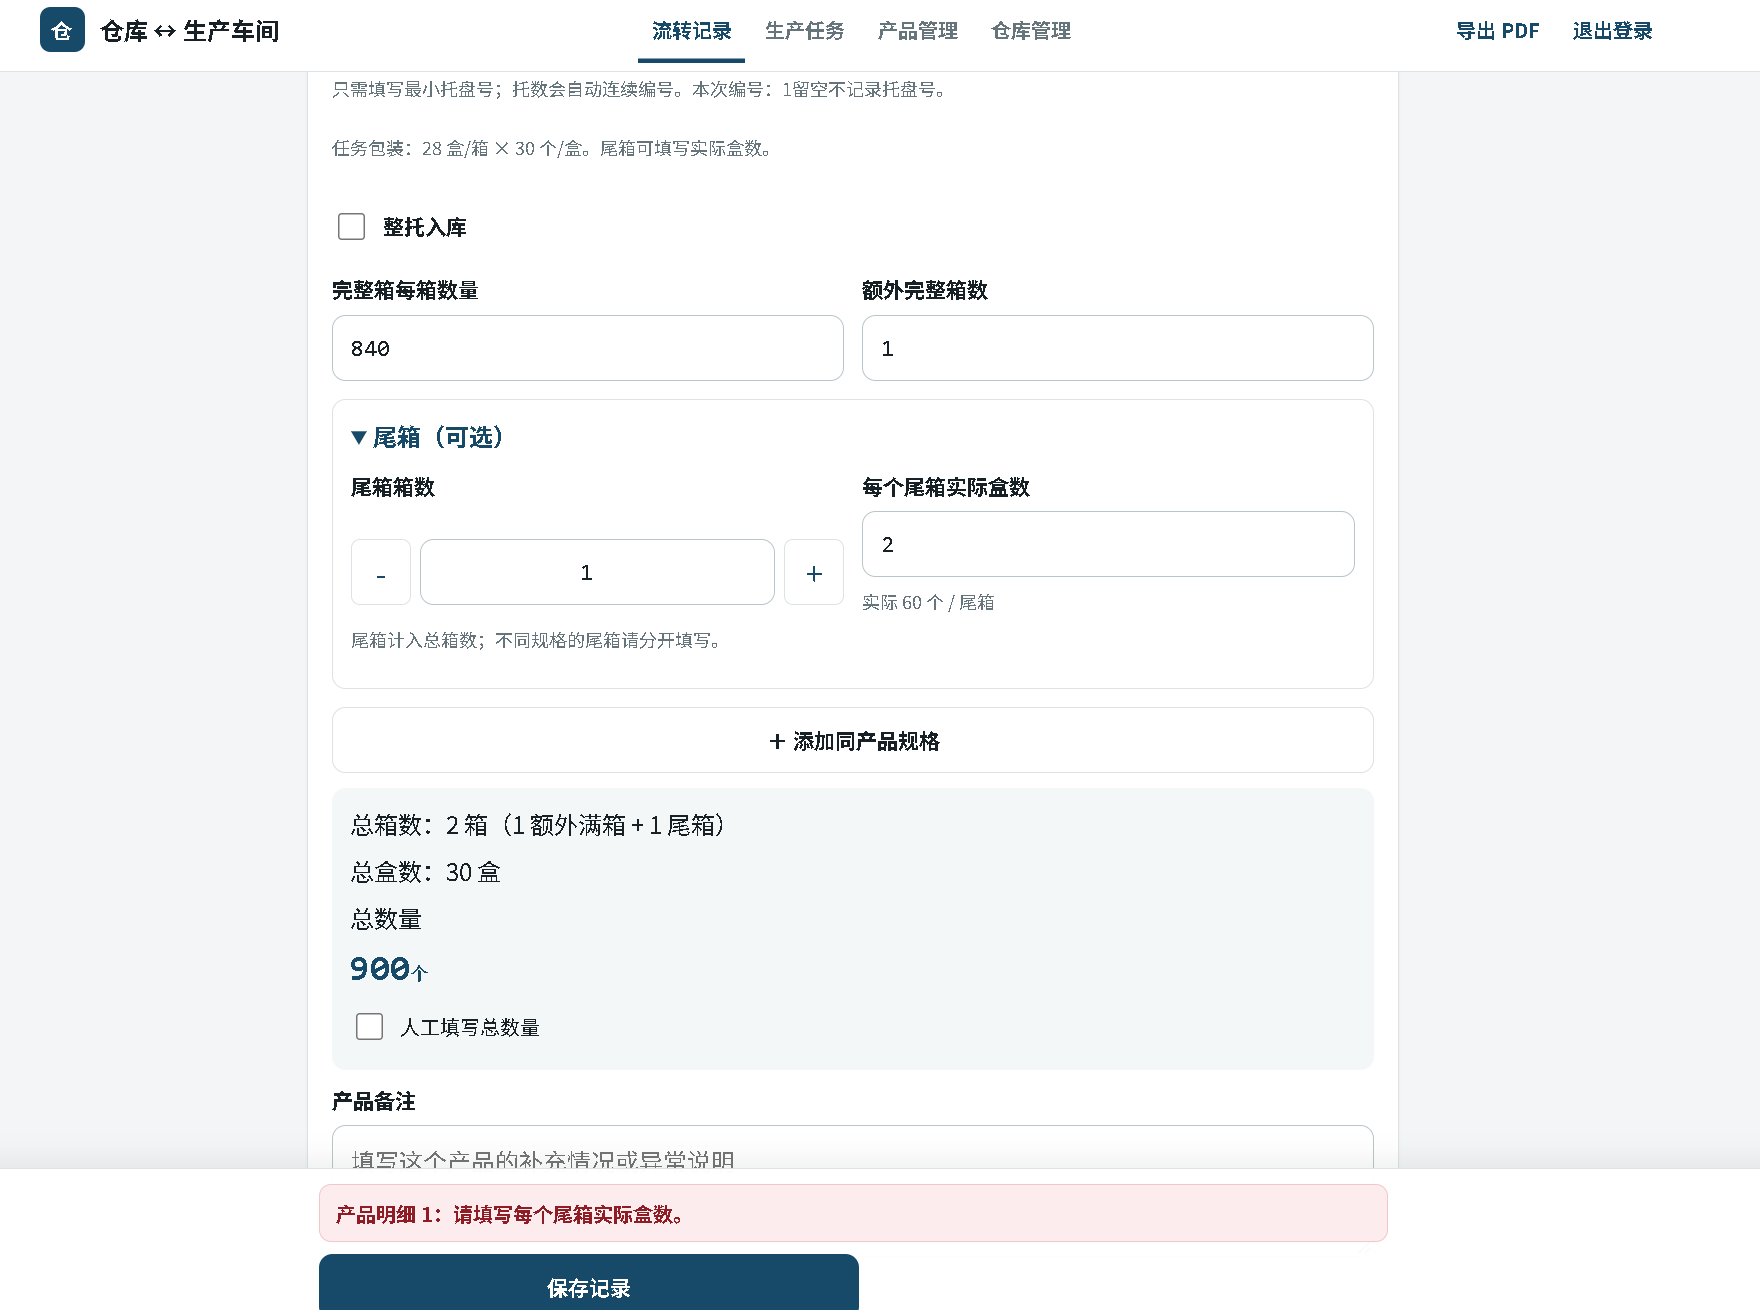 仓 仓库 ↔ 生产车间 流转记录 生产任务 产品管理 仓库管理 导出 PDF 退出登录
只需填写最小托盘号；托数会自动连续编号。本次编号：1留空不记录托盘号。
任务包装：28 盒/箱 × 30 个/盒。尾箱可填写实际盒数。
整托入库
完整箱每箱数量 额外完整箱数
840 1
▼ 尾箱（可选）
尾箱箱数 每个尾箱实际盒数
- 1 + 2
实际 60 个 / 尾箱
尾箱计入总箱数；不同规格的尾箱请分开填写。
+ 添加同产品规格
总箱数：2 箱（1 额外满箱 + 1 尾箱）
总盒数：30 盒
总数量
900个
人工填写总数量
产品备注
填写这个产品的补充情况或异常说明
产品明细 1：请填写每个尾箱实际盒数。
保存记录